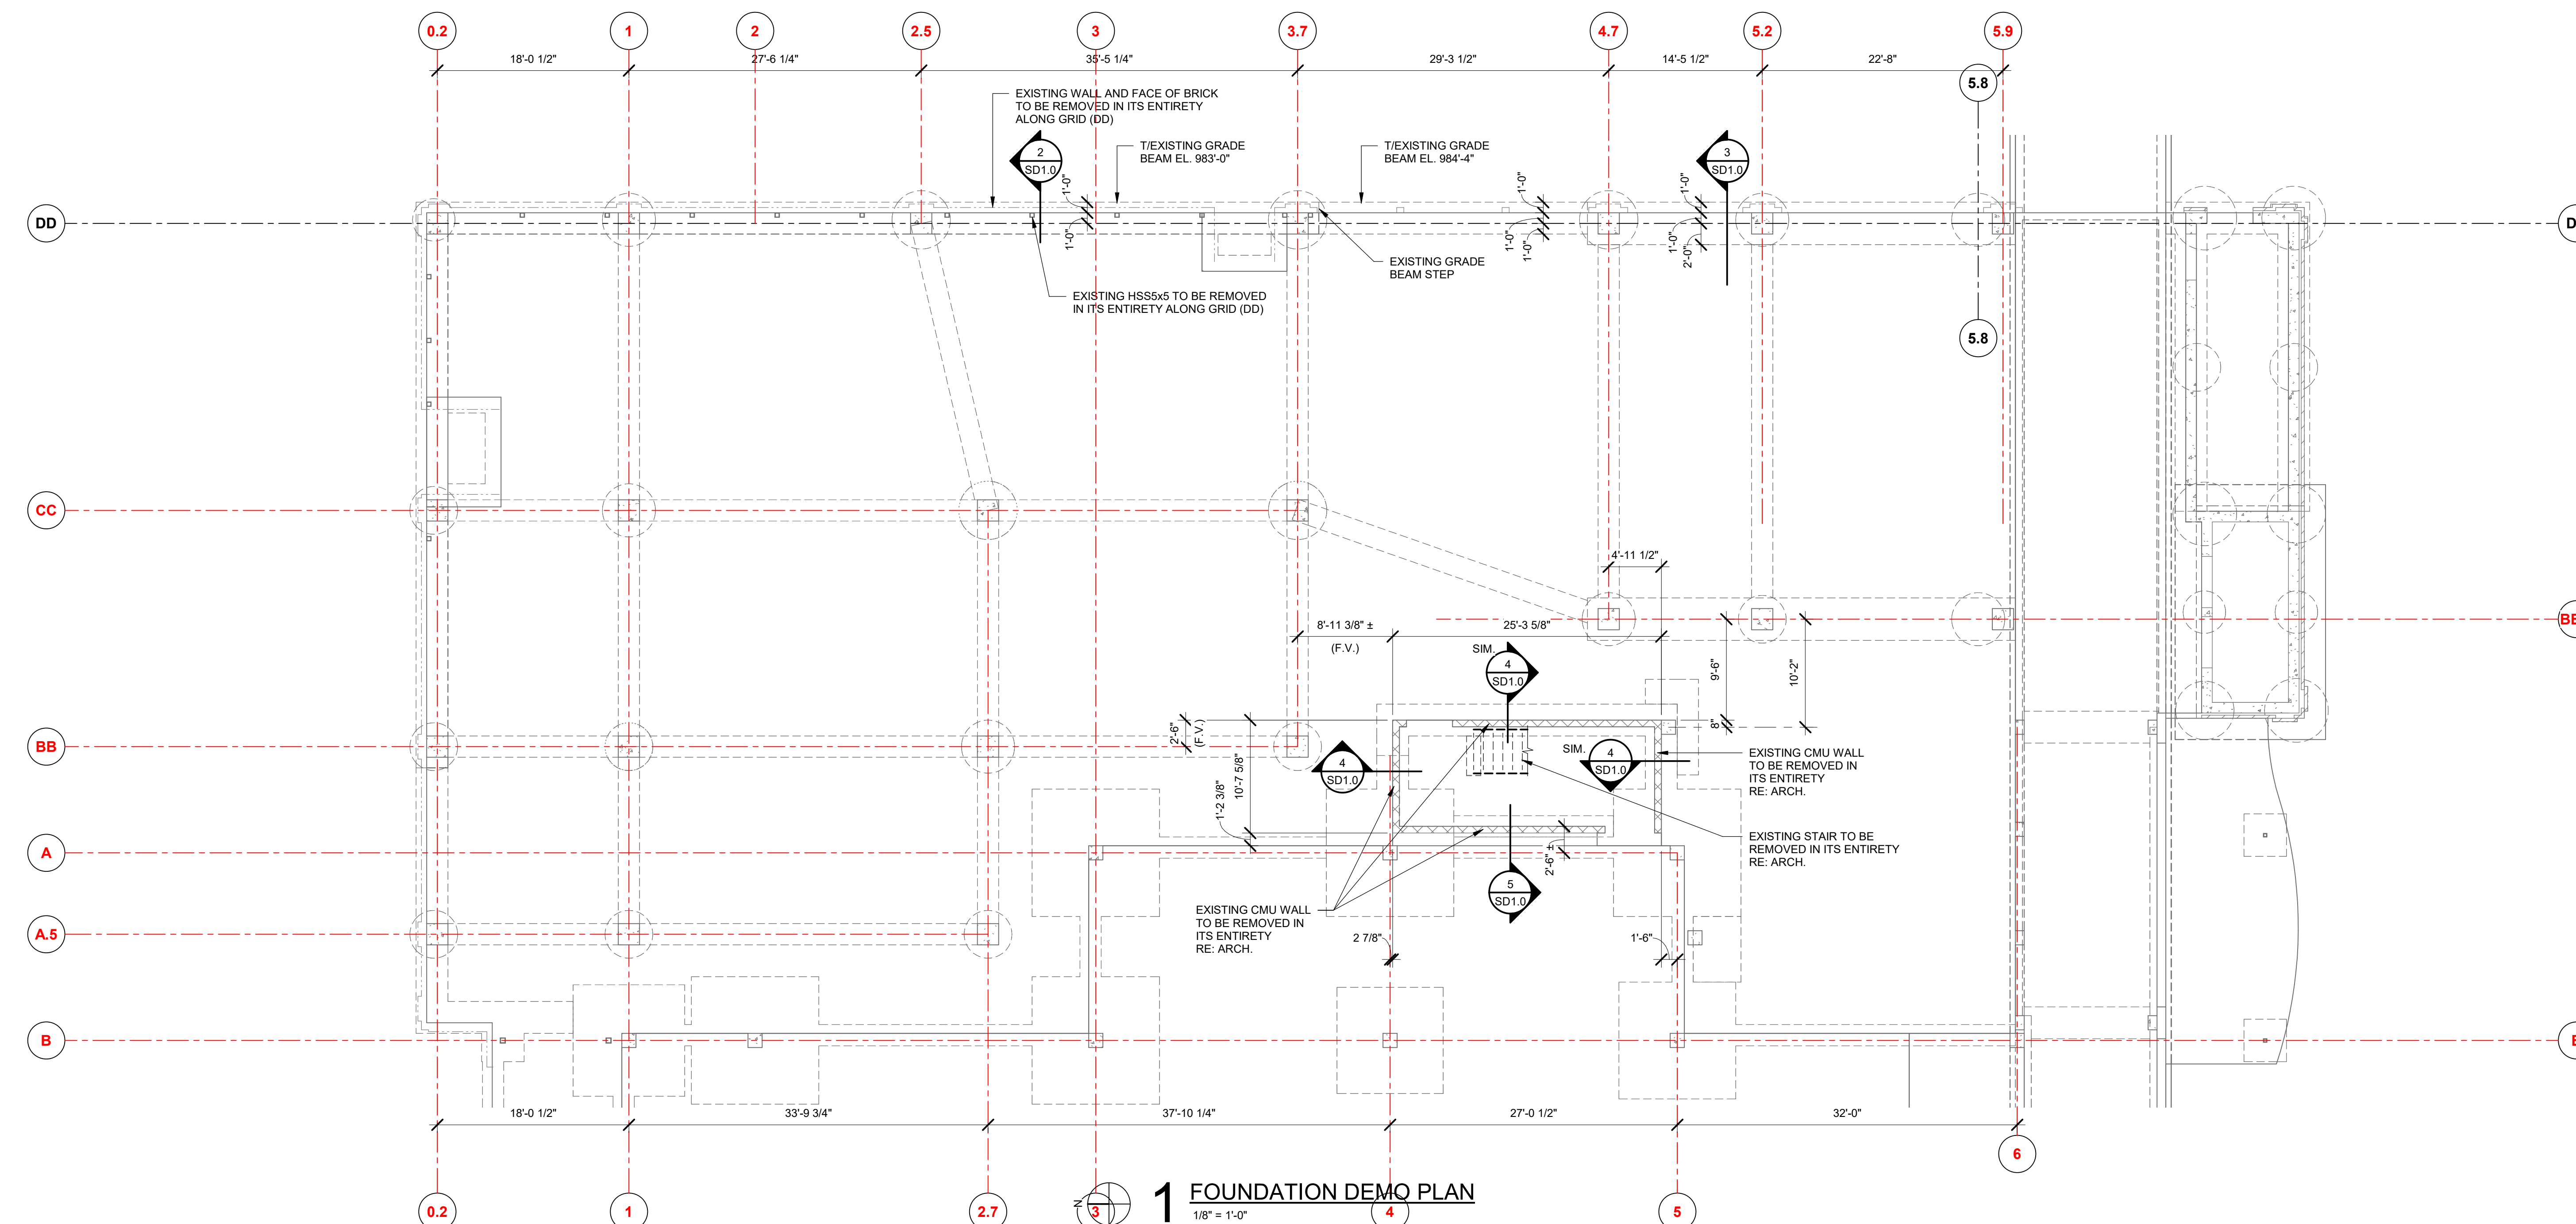 0.2
1
2
2.5
3
3.7
4.7
5.2
5.9
18'-0 1/2"
27'-6 1/4"
35'-5 1/4"
29'-3 1/2"
14'-5 1/2"
22'-8"
5.8
EXISTING WALL AND FACE OF BRICK
TO BE REMOVED IN ITS ENTIRETY
ALONG GRID (DD)
2
SD1.0
T/EXISTING GRADE
BEAM EL. 983'-0"
T/EXISTING GRADE
BEAM EL. 984'-4"
3
SD1.0
1'-0"
1'-0"
1'-0"
1'-0"
1'-0"
1'-0"
1'-0"
2'-0"
DD
D
EXISTING GRADE
BEAM STEP
EXISTING HSS5x5 TO BE REMOVED
IN ITS ENTIRETY ALONG GRID (DD)
5.8
CC
4'-11 1/2"
8'-11 3/8" ±
(F.V.)
25'-3 5/8"
BE
SIM.
4
SD1.0
9'-6"
10'-2"
8"
2'-6"
(F.V.)
BB
10'-7 5/8"
1'-2 3/8"
4
SD1.0
SIM.
4
SD1.0
EXISTING CMU WALL
TO BE REMOVED IN
ITS ENTIRETY
RE: ARCH.
A
2'-6" ±
EXISTING STAIR TO BE
REMOVED IN ITS ENTIRETY
RE: ARCH.
5
SD1.0
EXISTING CMU WALL
TO BE REMOVED IN
ITS ENTIRETY
RE: ARCH.
A.5
2 7/8"
1'-6"
B
18'-0 1/2"
33'-9 3/4"
37'-10 1/4"
27'-0 1/2"
32'-0"
6
0.2
1
2.7
3
4
5
N
1 FOUNDATION DEMO PLAN
1/8" = 1'-0"